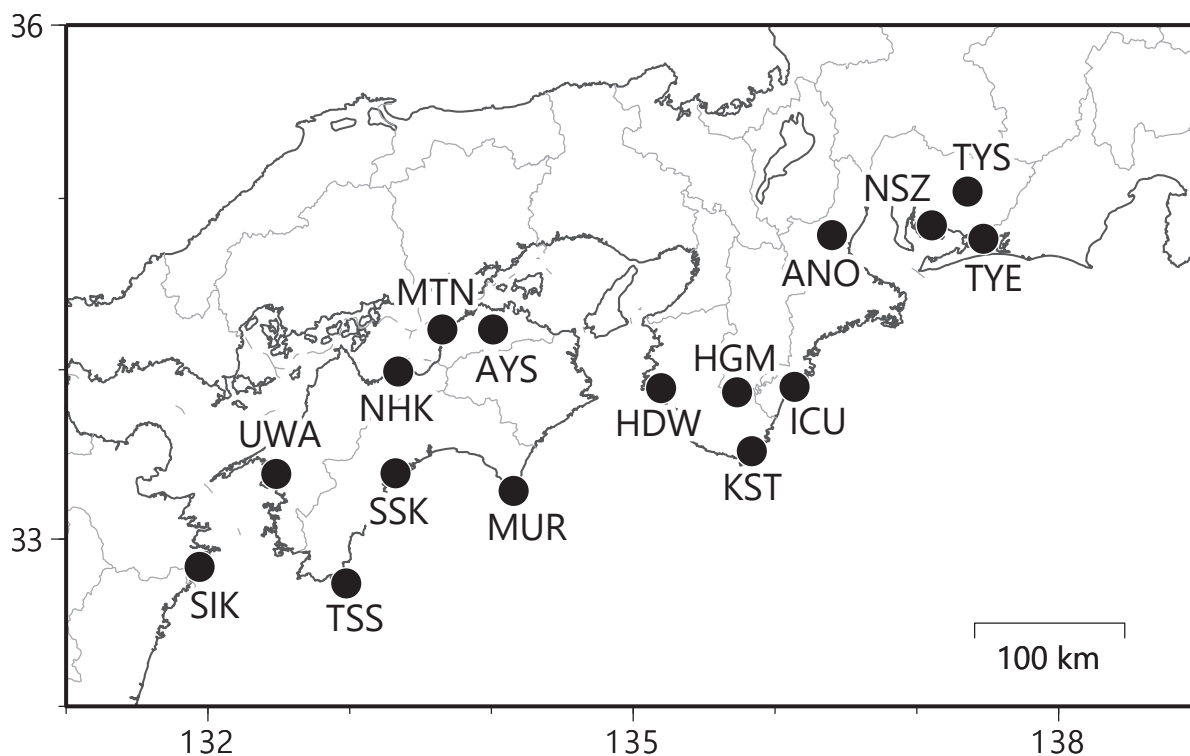 36
TYS
NSZ
ANO
TYE
MTN
AYS
HGM
NHK
HDW
ICU
UWA
KST
SSK
MUR
33
SIK
TSS
100 km
132
135
138